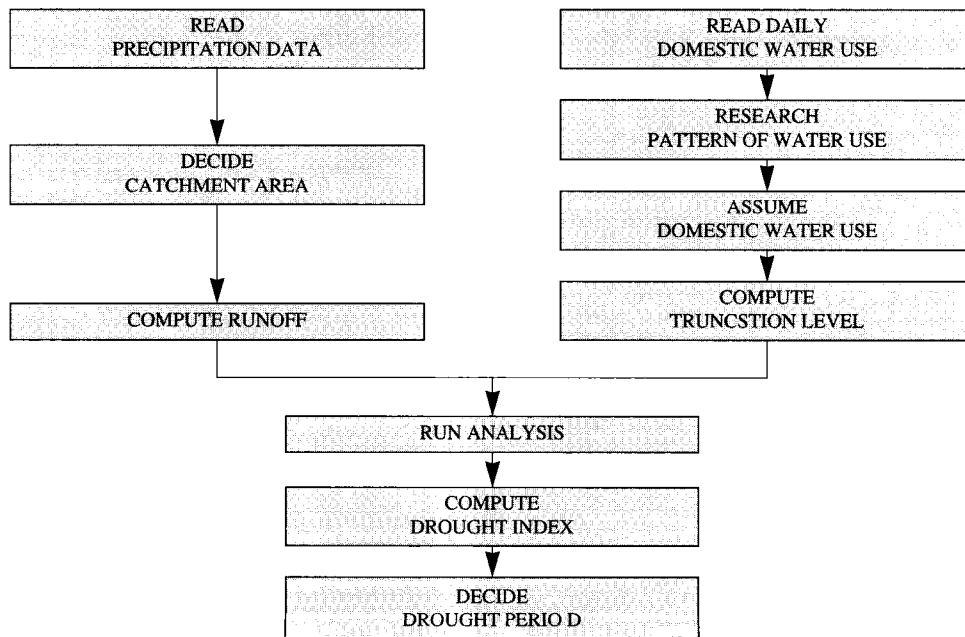 READ
PRECIPITATION DATA
DECIDE
CATCHMENT AREA
COMPUTE RUNOFF
READ DAILY
DOMESTIC WATER USE
RESEARCH
PATTERN OF WATER USE
ASSUME
DOMESTIC WATER USE
COMPUTE
TRUNCSTION LEVEL
RUN ANALYSIS
COMPUTE
DROUGHT INDEX
DECIDE
DROUGHT PERIO D